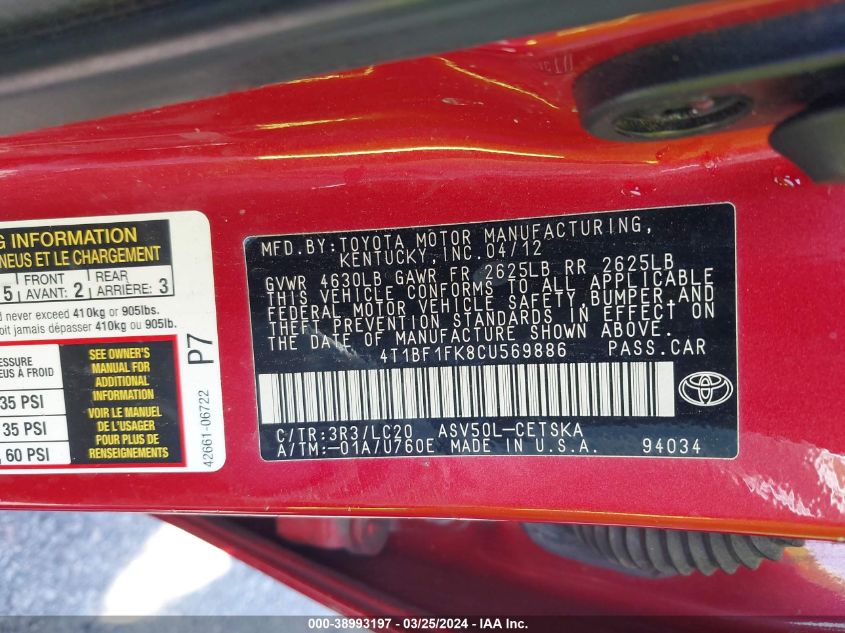 G INFORMATION
NEUS ET LE CHARGEMENT
5 FRONT AVANT: 2 REAR ARRIÈRE: 3
d never exceed 410kg or 905lbs.
oit jamais dépasser 410kg ou 905lb.
PRESSURE
S À FROID
35 PSI
35 PSI
, 60 PSI
SEE OWNER'S
MANUAL FOR
ADDITIONAL
INFORMATION
VOIR LE MANUEL
DE L'USAGER
POUR PLUS DE
RENSEIGNEMENTS
P7
42661-06722
MFD.BY:TOYOTA MOTOR MANUFACTURING,
KENTUCKY,INC.04/12
GVWR 4630LB GAWR FR 2625LB RR 2625LB
THIS VEHICLE CONFORMS TO ALL APPLICABLE
FEDERAL MOTOR VEHICLE SAFETY,BUMPER,AND
THEFT PREVENTION STANDARDS IN EFFECT ON
THE DATE OF MANUFACTURE SHOWN ABOVE.
4T1BF1FK8CU569886 PASS.CAR
C/TR:3R3/LC20 ASV50L-CETSKA
A/TM:-01A/U760E MADE IN U.S.A. 94034
000-38993197 - 03/25/2024 - IAA Inc.